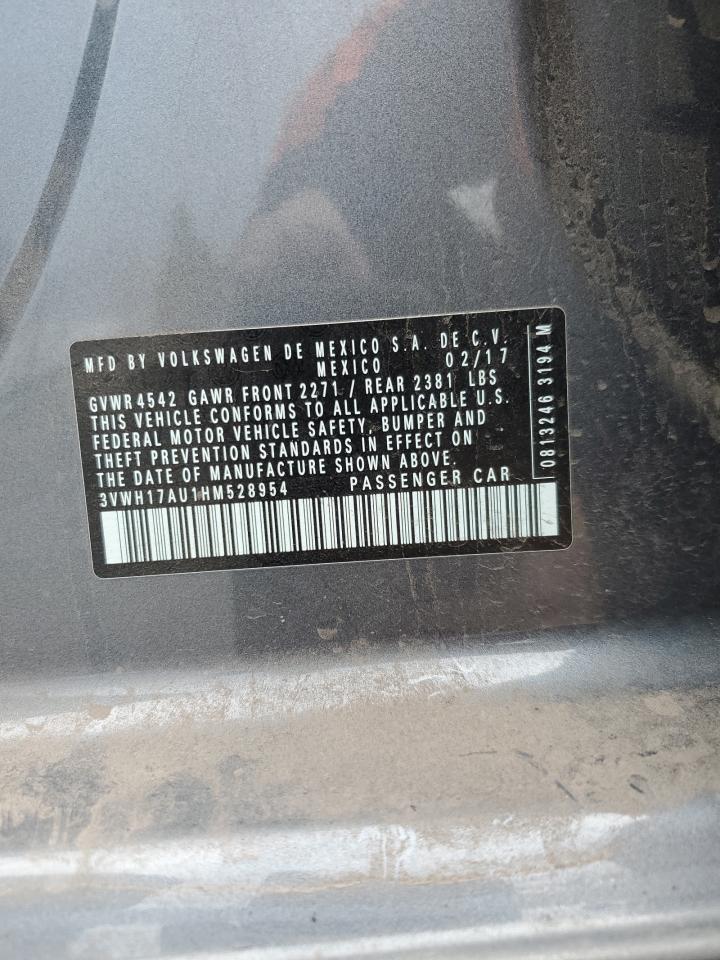 MFD BY VOLKSWAGEN DE MEXICO S.A. DE C.V.
MEXICO 02/17
GVWR 4542 GAWR FRONT 2271 / REAR 2381 LBS
THIS VEHICLE CONFORMS TO ALL APPLICABLE U.S.
FEDERAL MOTOR VEHICLE SAFETY, BUMPER AND
THEFT PREVENTION STANDARDS IN EFFECT ON
THE DATE OF MANUFACTURE SHOWN ABOVE.
3VWH17AU1HM528954 PASSENGER CAR
0813246 3194 M